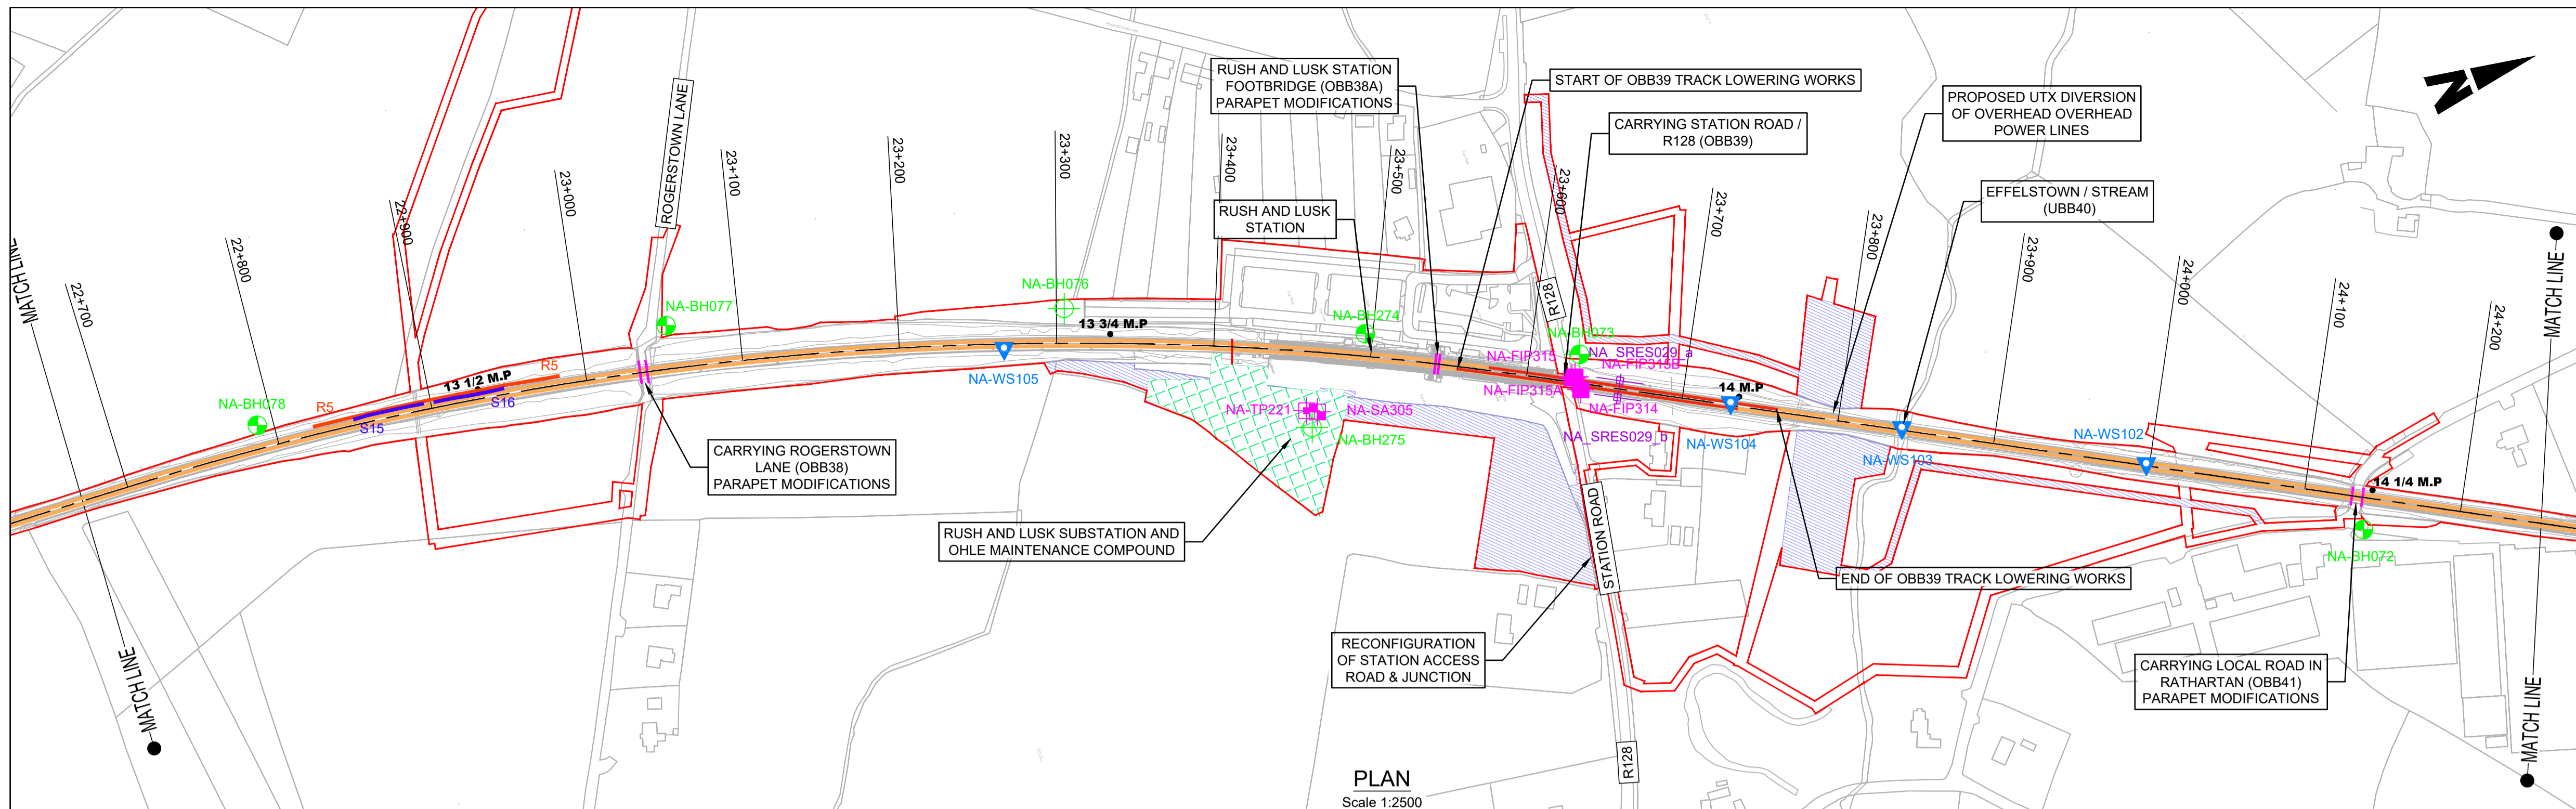 MATCH LINE
22+700
22+800
22+900
23+000
ROGERSTOWN LANE
23+100
23+200
23+300
23+400
23+500
23+600
23+700
23+800
23+900
24+000
24+100
24+200
MATCH LINE
RUSH AND LUSK STATION
FOOTBRIDGE (OBB38A)
PARAPET MODIFICATIONS
START OF OBB39 TRACK LOWERING WORKS
CARRYING STATION ROAD /
R128 (OBB39)
PROPOSED UTX DIVERSION
OF OVERHEAD OVERHEAD
POWER LINES
EFFELSTOWN / STREAM
(UBB40)
RUSH AND LUSK
STATION
N
R128
NA-BH078
R5
S15
13 1/2 M.P
S16
R5
NA-BH077
NA-BH076
13 3/4 M.P
NA-WS105
NA-BH274
NA-BH073
NA-FIP315
NA_SRES029_a
NA-FIP315B
NA-FIP315A
NA-FIP314
14 M.P
NA_SRES029_b
NA-WS104
NA-WS103
NA-WS102
14 1/4 M.P
NA-BH072
NA-TP221
NA-SA305
NA-BH275
CARRYING ROGERSTOWN
LANE (OBB38)
PARAPET MODIFICATIONS
RUSH AND LUSK SUBSTATION AND
OHLE MAINTENANCE COMPOUND
STATION ROAD
END OF OBB39 TRACK LOWERING WORKS
RECONFIGURATION
OF STATION ACCESS
ROAD & JUNCTION
CARRYING LOCAL ROAD IN
RATHARTAN (OBB41)
PARAPET MODIFICATIONS
MATCH LINE
MATCH LINE
R128
PLAN
Scale 1:2500